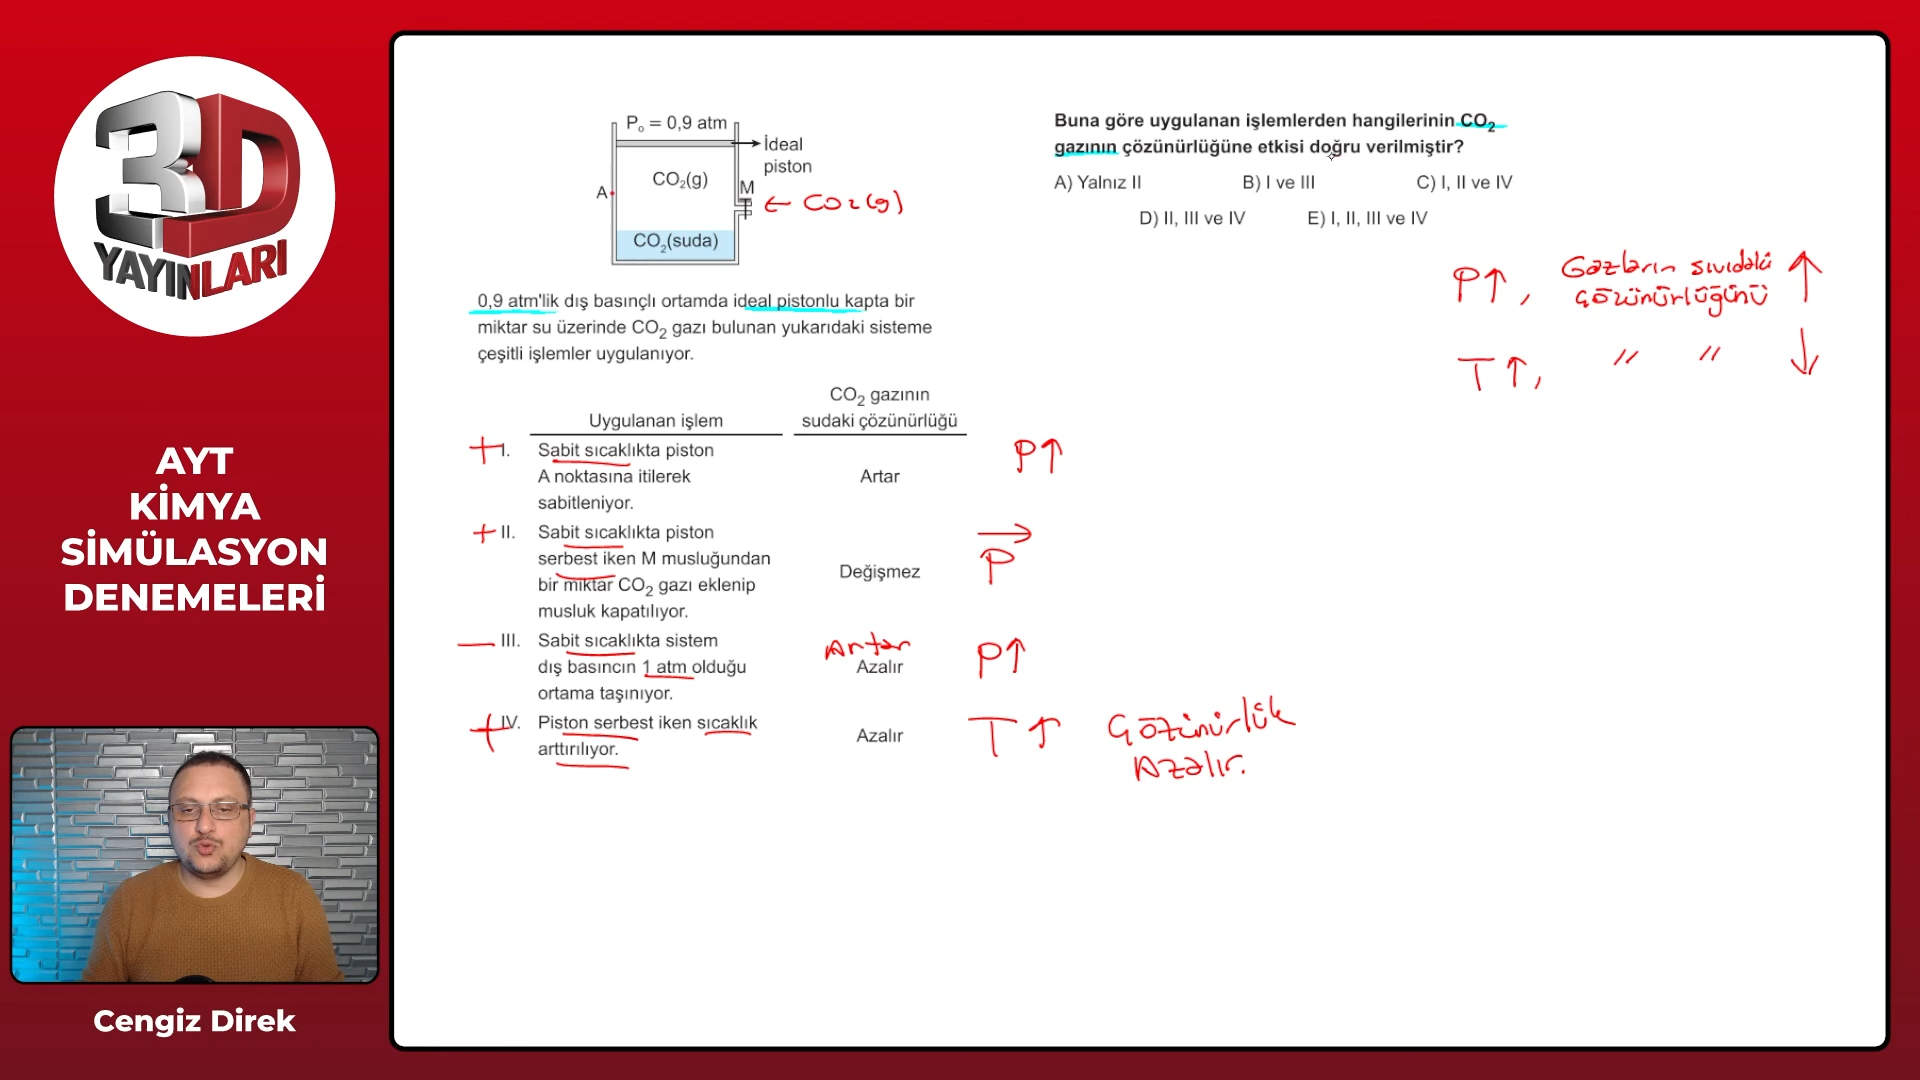 3D
YAYINLARI
AYT
KİMYA
SİMÜLASYON
DENEMELERİ
Cengiz Direk
P₀ = 0,9 atm
İdeal
piston
CO₂(g)
A
M
← CO₂(g)
CO₂(suda)
0,9 atm'lik dış basınçlı ortamda ideal pistonlu kapta bir
miktar su üzerinde CO₂ gazı bulunan yukarıdaki sisteme
çeşitli işlemler uygulanıyor.
Uygulanan işlem
CO₂ gazının
sudaki çözünürlüğü
+ I. Sabit sıcaklıkta piston
A noktasına itilerek
sabitleniyor.
Artar
P↑
+ II. Sabit sıcaklıkta piston
serbest iken M musluğundan
bir miktar CO₂ gazı eklenip
musluk kapatılıyor.
Değişmez
→
P
— III. Sabit sıcaklıkta sistem
dış basıncın 1 atm olduğu
ortama taşınıyor.
Artar
Azalır
P↑
+ IV. Piston serbest iken sıcaklık
arttırılıyor.
Azalır
T↑
Çözünürlük
Azalır.
Buna göre uygulanan işlemlerden hangilerinin CO₂
gazının çözünürlüğüne etkisi doğru verilmiştir?
A) Yalnız II B) I ve III C) I, II ve IV
D) II, III ve IV E) I, II, III ve IV
P↑, Gazların sıvıdaki ↑
çözünürlüğünü
T↑, " " ↓